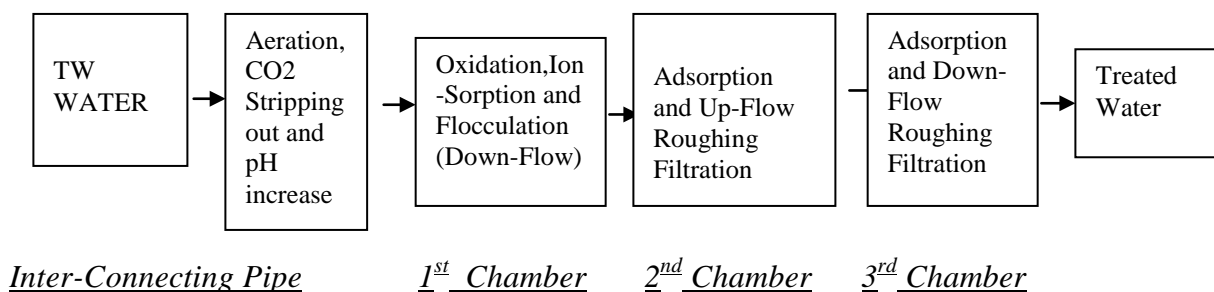 TW
WATER
Aeration,
CO2
Stripping
out and
pH
increase
Oxidation,Ion
-Sorption and
Flocculation
(Down-Flow)
Adsorption
and Up-Flow
Roughing
Filtration
Adsorption
and Down-
Flow
Roughing
Filtration
Treated
Water
Inter-Connecting Pipe
1st Chamber
2nd Chamber
3rd Chamber